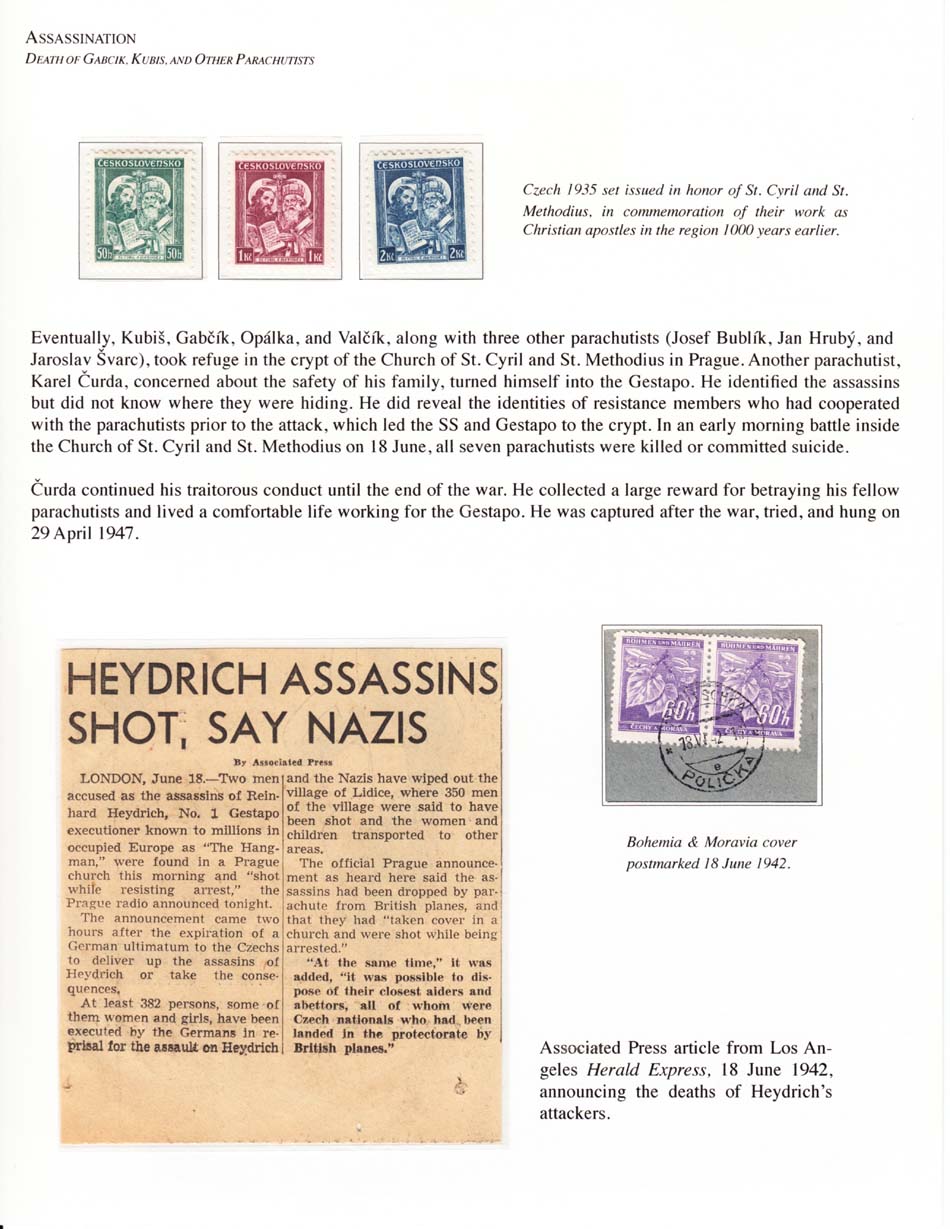 ASSASSINATION
DEATH OF GABCIK, KUBIS, AND OTHER PARACHUTISTS
ČESKOSLOVENSKO
50h 50h
ČESKOSLOVENSKO
1Kč 1Kč
ČESKOSLOVENSKO
2Kč 2Kč
Czech 1935 set issued in honor of St. Cyril and St.
Methodius, in commemoration of their work as
Christian apostles in the region 1000 years earlier.
Eventually, Kubiš, Gabčík, Opálka, and Valčík, along with three other parachutists (Josef Bublík, Jan Hrubý, and
Jaroslav Švarc), took refuge in the crypt of the Church of St. Cyril and St. Methodius in Prague. Another parachutist,
Karel Čurda, concerned about the safety of his family, turned himself into the Gestapo. He identified the assassins
but did not know where they were hiding. He did reveal the identities of resistance members who had cooperated
with the parachutists prior to the attack, which led the SS and Gestapo to the crypt. In an early morning battle inside
the Church of St. Cyril and St. Methodius on 18 June, all seven parachutists were killed or committed suicide.
Čurda continued his traitorous conduct until the end of the war. He collected a large reward for betraying his fellow
parachutists and lived a comfortable life working for the Gestapo. He was captured after the war, tried, and hung on
29 April 1947.
HEYDRICH ASSASSINS
SHOT, SAY NAZIS
By Associated Press
LONDON, June 18.—Two men
accused as the assassins of Rein-
hard Heydrich, No. 1 Gestapo
executioner known to millions in
occupied Europe as "The Hang-
man," were found in a Prague
church this morning and "shot
while resisting arrest," the
Prague radio announced tonight.
The announcement came two
hours after the expiration of a
German ultimatum to the Czechs
to deliver up the assasins of
Heydrich or take the conse-
quences.
At least 382 persons, some of
them women and girls, have been
executed by the Germans in re-
prisal for the assault on Heydrich
and the Nazis have wiped out the
village of Lidice, where 350 men
of the village were said to have
been shot and the women and
children transported to other
areas.
The official Prague announce-
ment as heard here said the as-
sassins had been dropped by par-
achute from British planes, and
that they had "taken cover in a
church and were shot while being
arrested."
"At the same time," it was
added, "it was possible to dis-
pose of their closest aiders and
abettors, all of whom were
Czech nationals who had been
landed in the protectorate by
British planes."
BÖHMEN UND MÄHREN
60h
ČECHY A MORAVA
BÖHMEN UND MÄHREN
60h
ČECHY A MORAVA
POLIČKA
Bohemia & Moravia cover
postmarked 18 June 1942.
Associated Press article from Los An-
geles Herald Express, 18 June 1942,
announcing the deaths of Heydrich's
attackers.